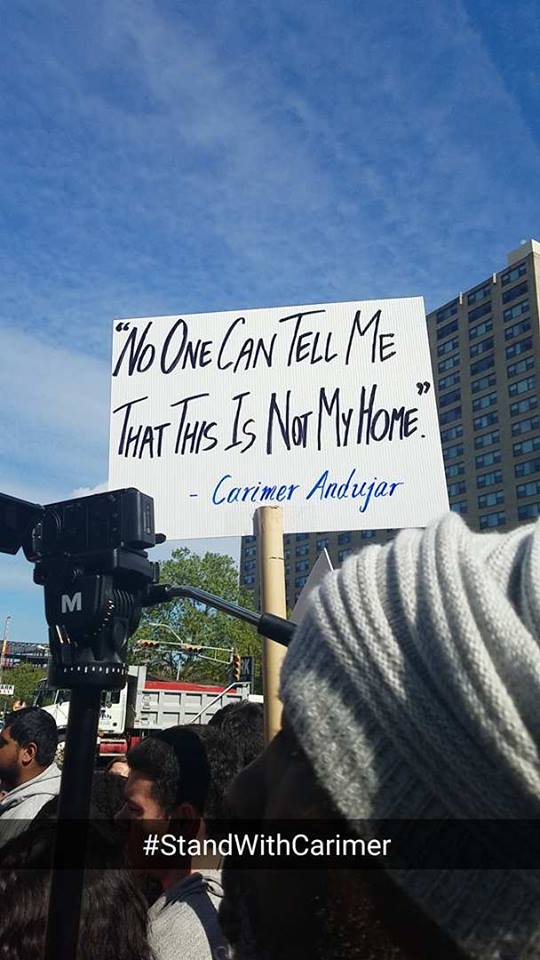 “No One Can Tell Me
That This Is Not My Home.”
- Carimer Andujar
M
#StandWithCarimer